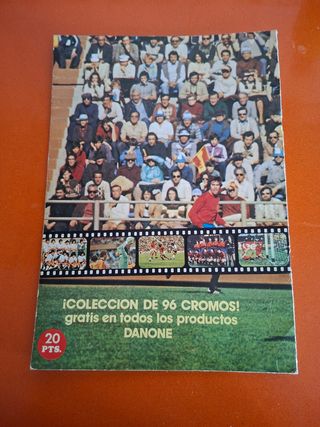 ¡COLECCION DE 96 CROMOS!
gratis en todos los productos
DANONE
20
PTS.